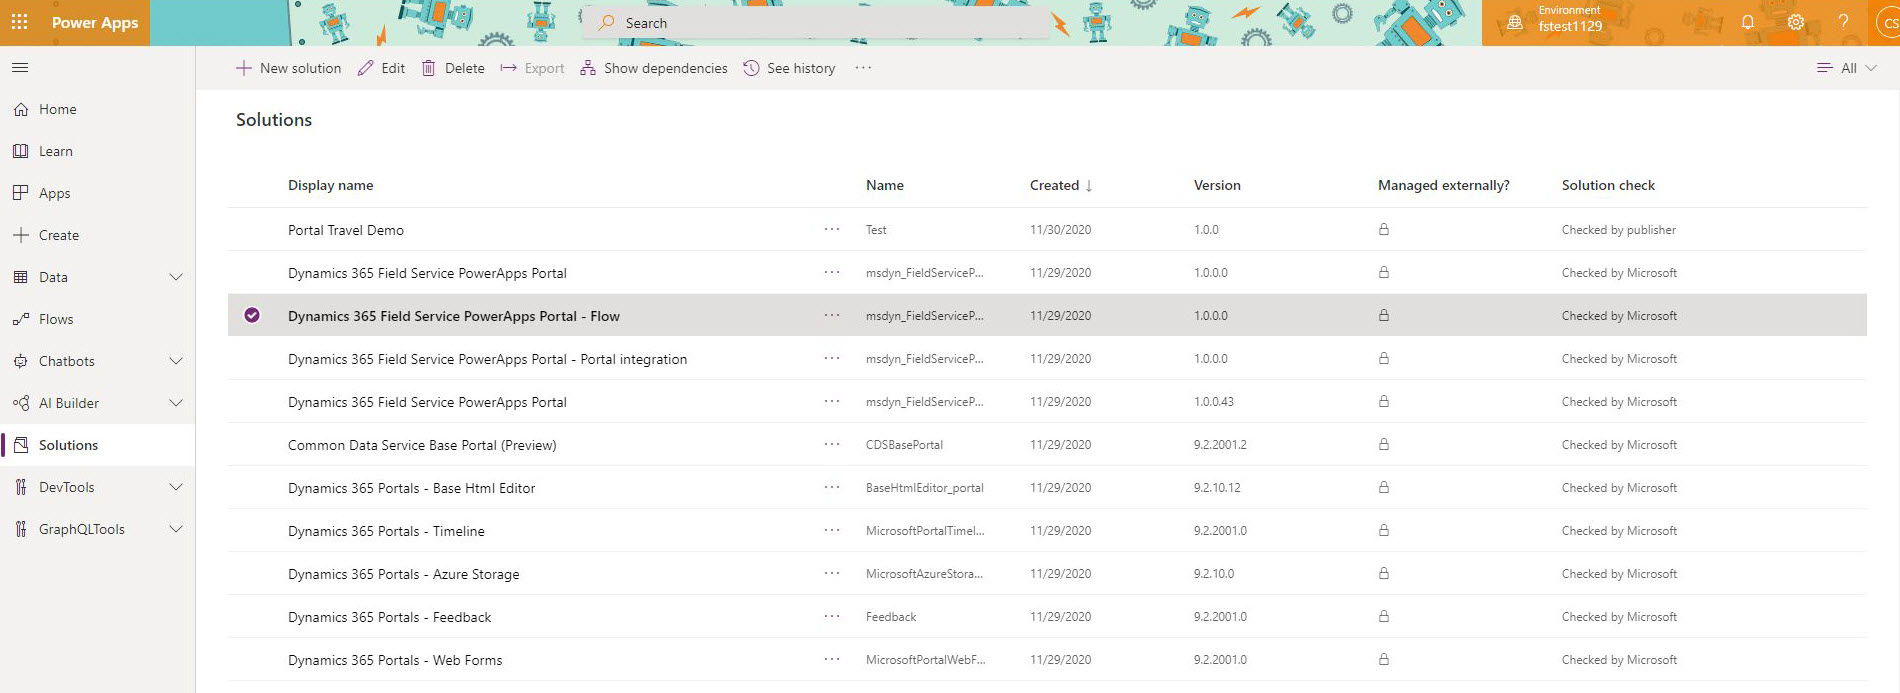 Power Apps
Search
Environment
fstest1129
CS
New solution Edit Delete Export Show dependencies See history ··· All
Home
Learn
Apps
Create
Data
Flows
Chatbots
AI Builder
Solutions
DevTools
GraphQLTools
Solutions
Display name Name Created ↓ Version Managed externally? Solution check
Portal Travel Demo ··· Test 11/30/2020 1.0.0 Checked by publisher
Dynamics 365 Field Service PowerApps Portal ··· msdyn_FieldServiceP... 11/29/2020 1.0.0.0 Checked by Microsoft
Dynamics 365 Field Service PowerApps Portal - Flow ··· msdyn_FieldServiceP... 11/29/2020 1.0.0.0 Checked by Microsoft
Dynamics 365 Field Service PowerApps Portal - Portal integration ··· msdyn_FieldServiceP... 11/29/2020 1.0.0.0 Checked by Microsoft
Dynamics 365 Field Service PowerApps Portal ··· msdyn_FieldServiceP... 11/29/2020 1.0.0.43 Checked by Microsoft
Common Data Service Base Portal (Preview) ··· CDSBasePortal 11/29/2020 9.2.2001.2 Checked by Microsoft
Dynamics 365 Portals - Base Html Editor ··· BaseHtmlEditor_portal 11/29/2020 9.2.10.12 Checked by Microsoft
Dynamics 365 Portals - Timeline ··· MicrosoftPortalTimel... 11/29/2020 9.2.2001.0 Checked by Microsoft
Dynamics 365 Portals - Azure Storage ··· MicrosoftAzureStora... 11/29/2020 9.2.10.0 Checked by Microsoft
Dynamics 365 Portals - Feedback ··· Feedback 11/29/2020 9.2.2001.0 Checked by Microsoft
Dynamics 365 Portals - Web Forms ··· MicrosoftPortalWebF... 11/29/2020 9.2.2001.0 Checked by Microsoft